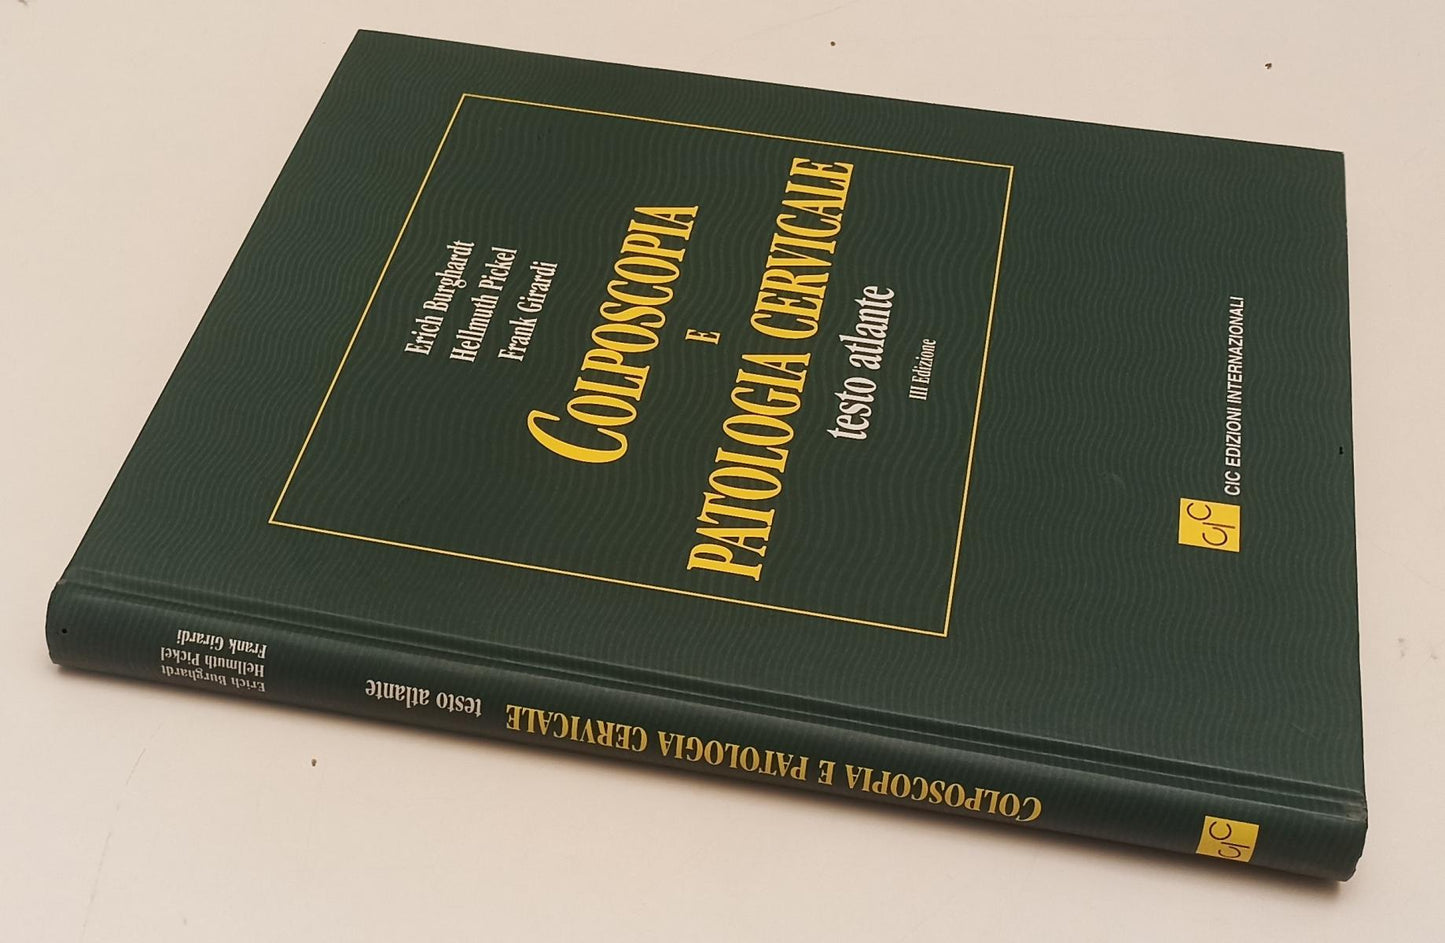 Erich Burghardt
Hellmuth Pickel
Frank Girardi
COLPOSCOPIA
E
PATOLOGIA CERVICALE
testo atlante
III Edizione
CIC
CIC EDIZIONI INTERNAZIONALI
Erich Burghardt
Hellmuth Pickel
Frank Girardi
testo atlante
COLPOSCOPIA E PATOLOGIA CERVICALE
CIC